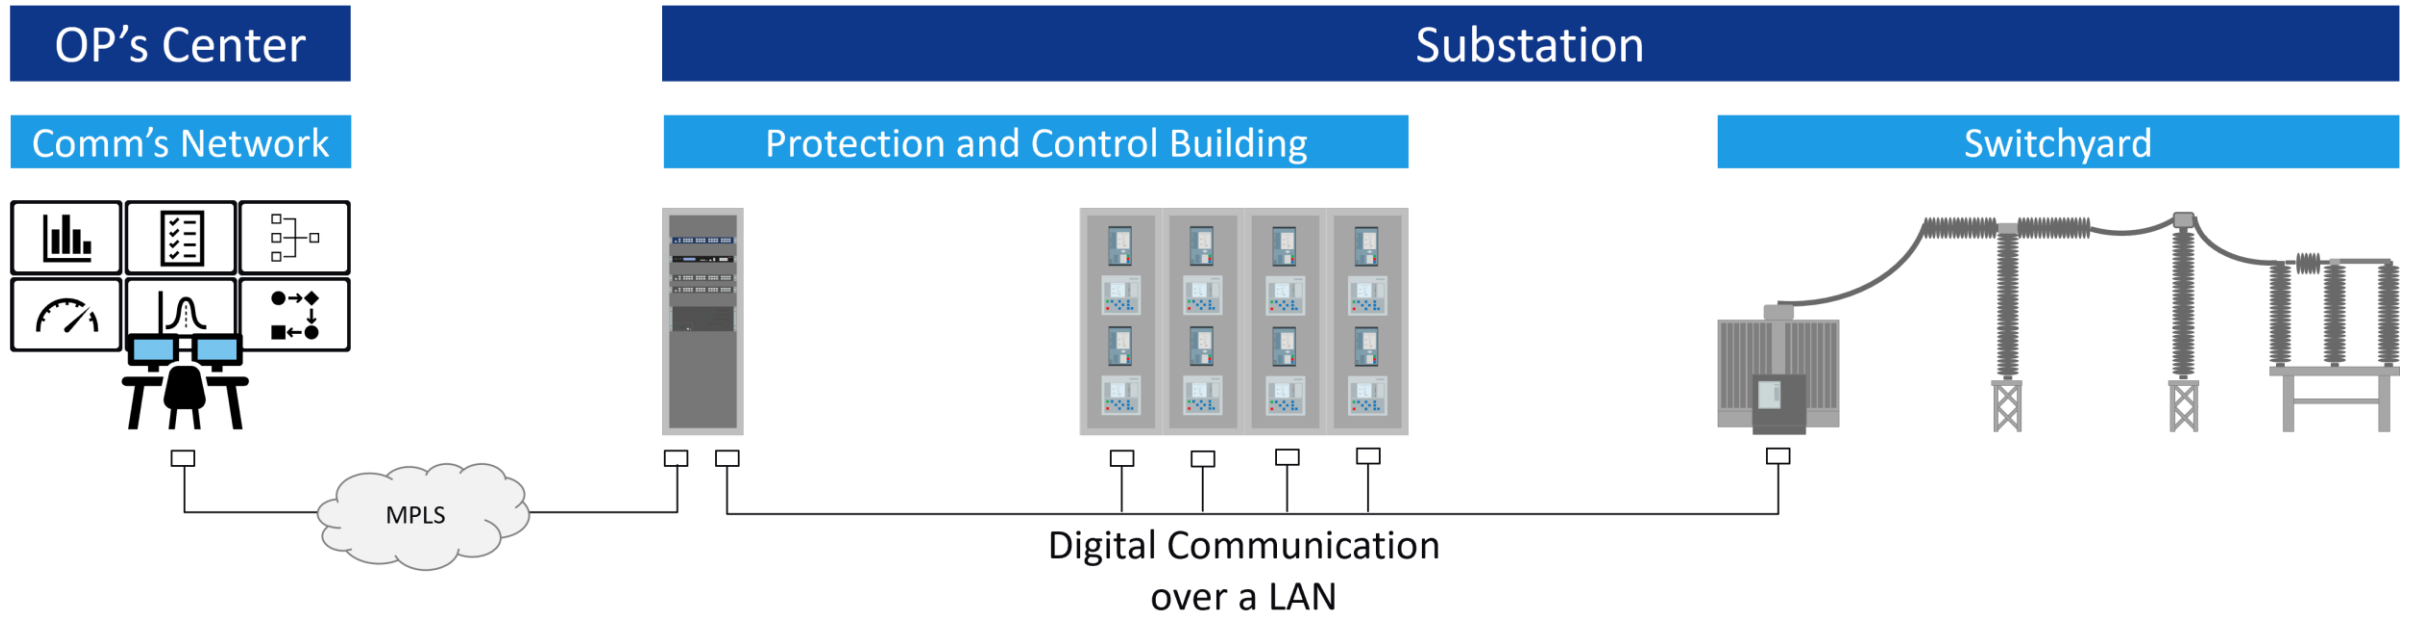 OP's Center
Substation
Comm's Network
Protection and Control Building
Switchyard
MPLS
Digital Communication
over a LAN